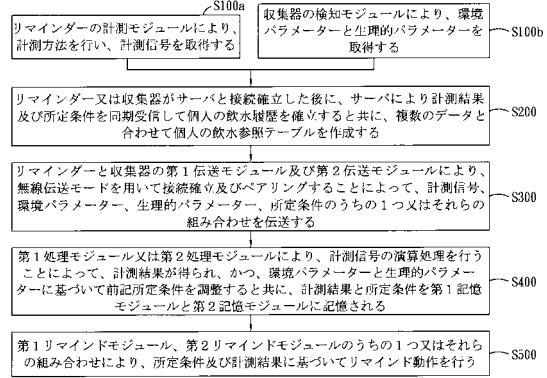 S100a
リマインダーの計測モジュールにより、
計測方法を行い、計測信号を取得する
収集器の検知モジュールにより、環境
パラメーターと生理的パラメーターを
取得する
S100b
リマインダー又は収集器がサーバと接続確立した後に、サーバにより計測結果
及び所定条件を同期受信して個人の飲水履歴を確立すると共に、複数のデータと
合わせて個人の飲水参照テーブルを作成する
S200
リマインダーと収集器の第1伝送モジュール及び第2伝送モジュールにより、
無線伝送モードを用いて接続確立及びペアリングすることによって、計測信号、
環境パラメーター、生理的パラメーター、所定条件のうちの1つ又はそれらの
組み合わせを伝送する
S300
第1処理モジュール又は第2処理モジュールにより、計測信号の演算処理を行う
ことによって、計測結果が得られ、かつ、環境パラメーターと生理的パラメー
ターに基づいて前記所定条件を調整すると共に、計測結果と所定条件を第1記憶
モジュールと第2記憶モジュールに記憶される
S400
第1リマインドモジュール、第2リマインドモジュールのうちの1つ又はそれら
の組み合わせにより、所定条件及び計測結果に基づいてリマインド動作を行う
S500